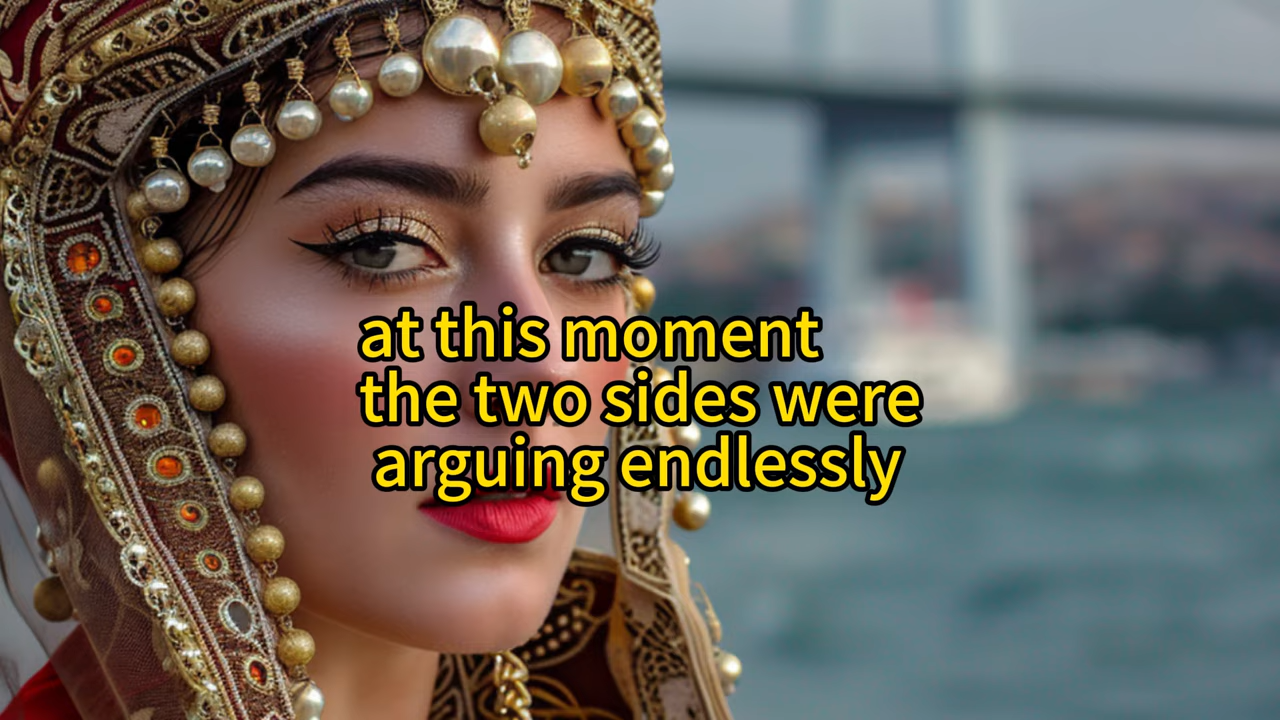 at this moment
the two sides were
arguing endlessly